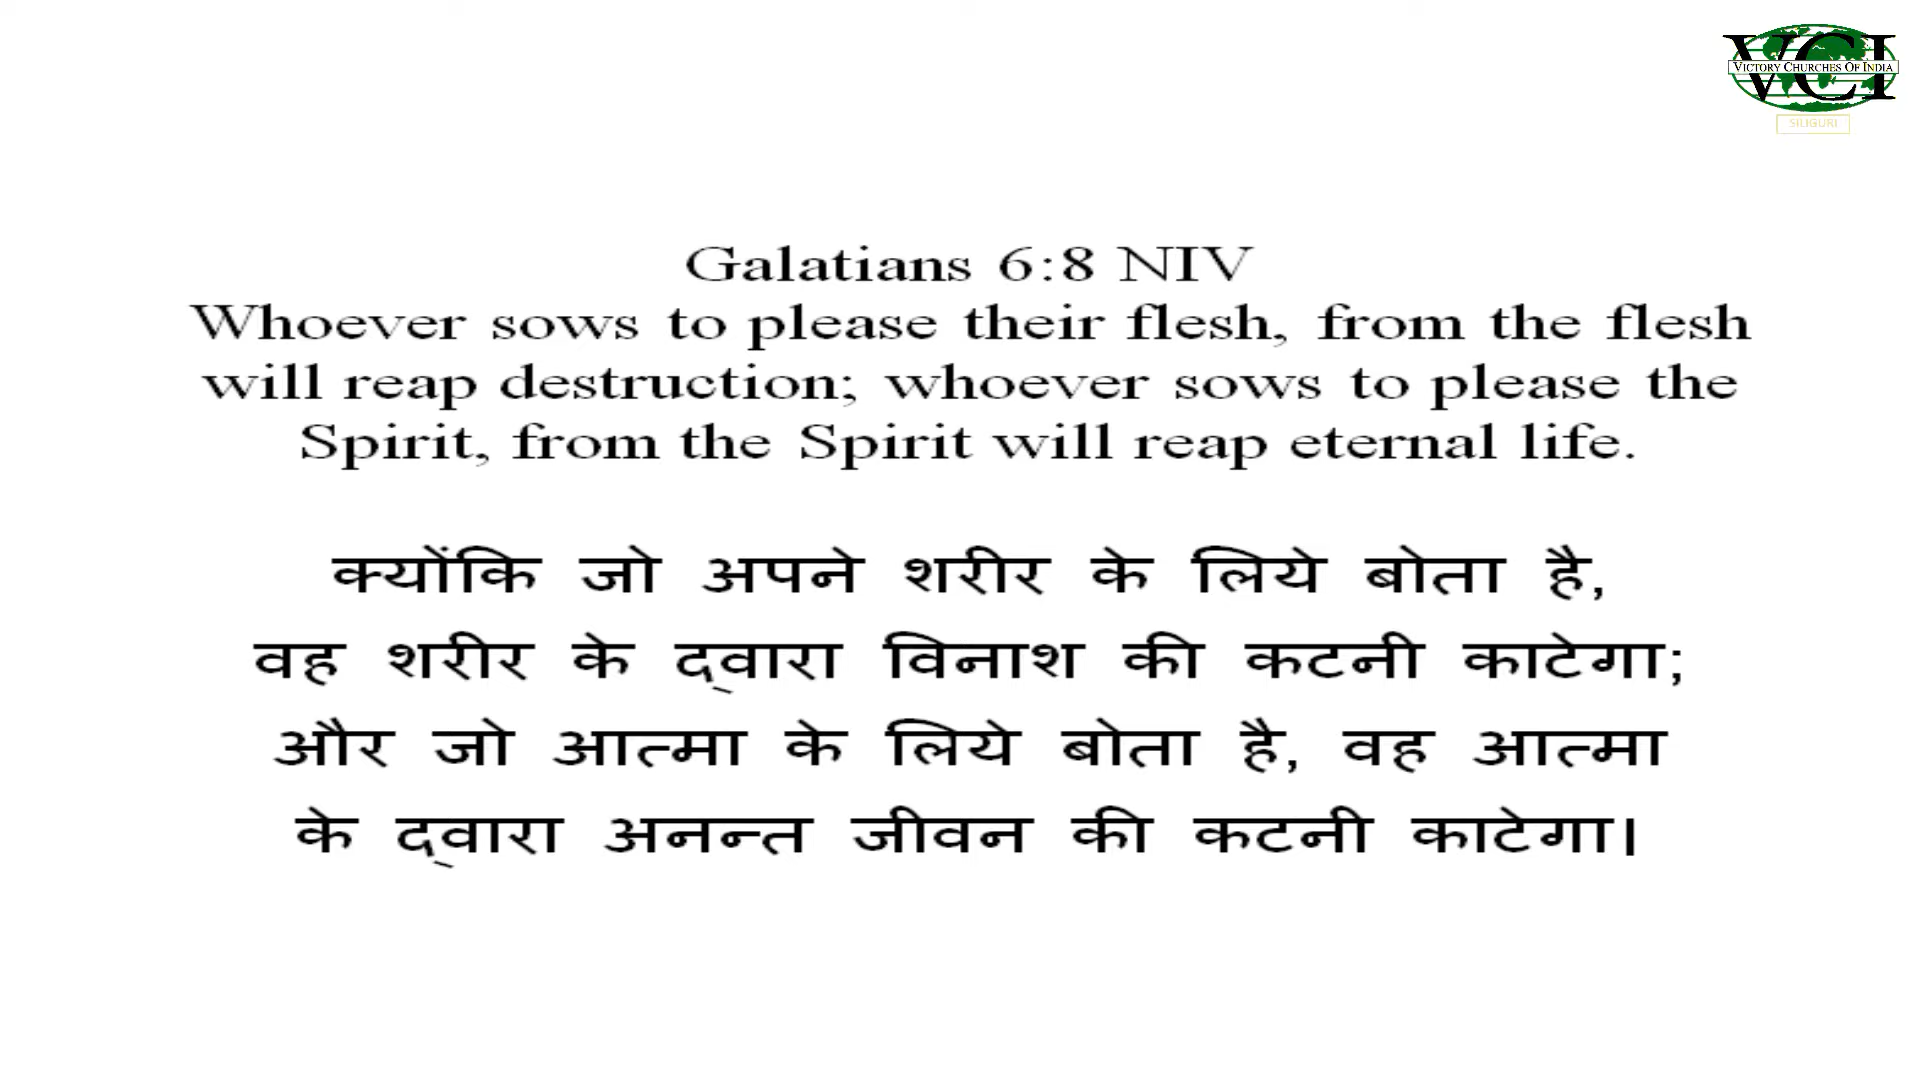 VCI
VICTORY CHURCHES OF INDIA
SILIGURI
Galatians 6:8 NIV
Whoever sows to please their flesh, from the flesh
will reap destruction; whoever sows to please the
Spirit, from the Spirit will reap eternal life.
क्योंकि जो अपने शरीर के लिये बोता है,
वह शरीर के द्‌वारा विनाश की कटनी काटेगा;
और जो आत्मा के लिये बोता है, वह आत्मा
के द्‌वारा अनन्त जीवन की कटनी काटेगा।